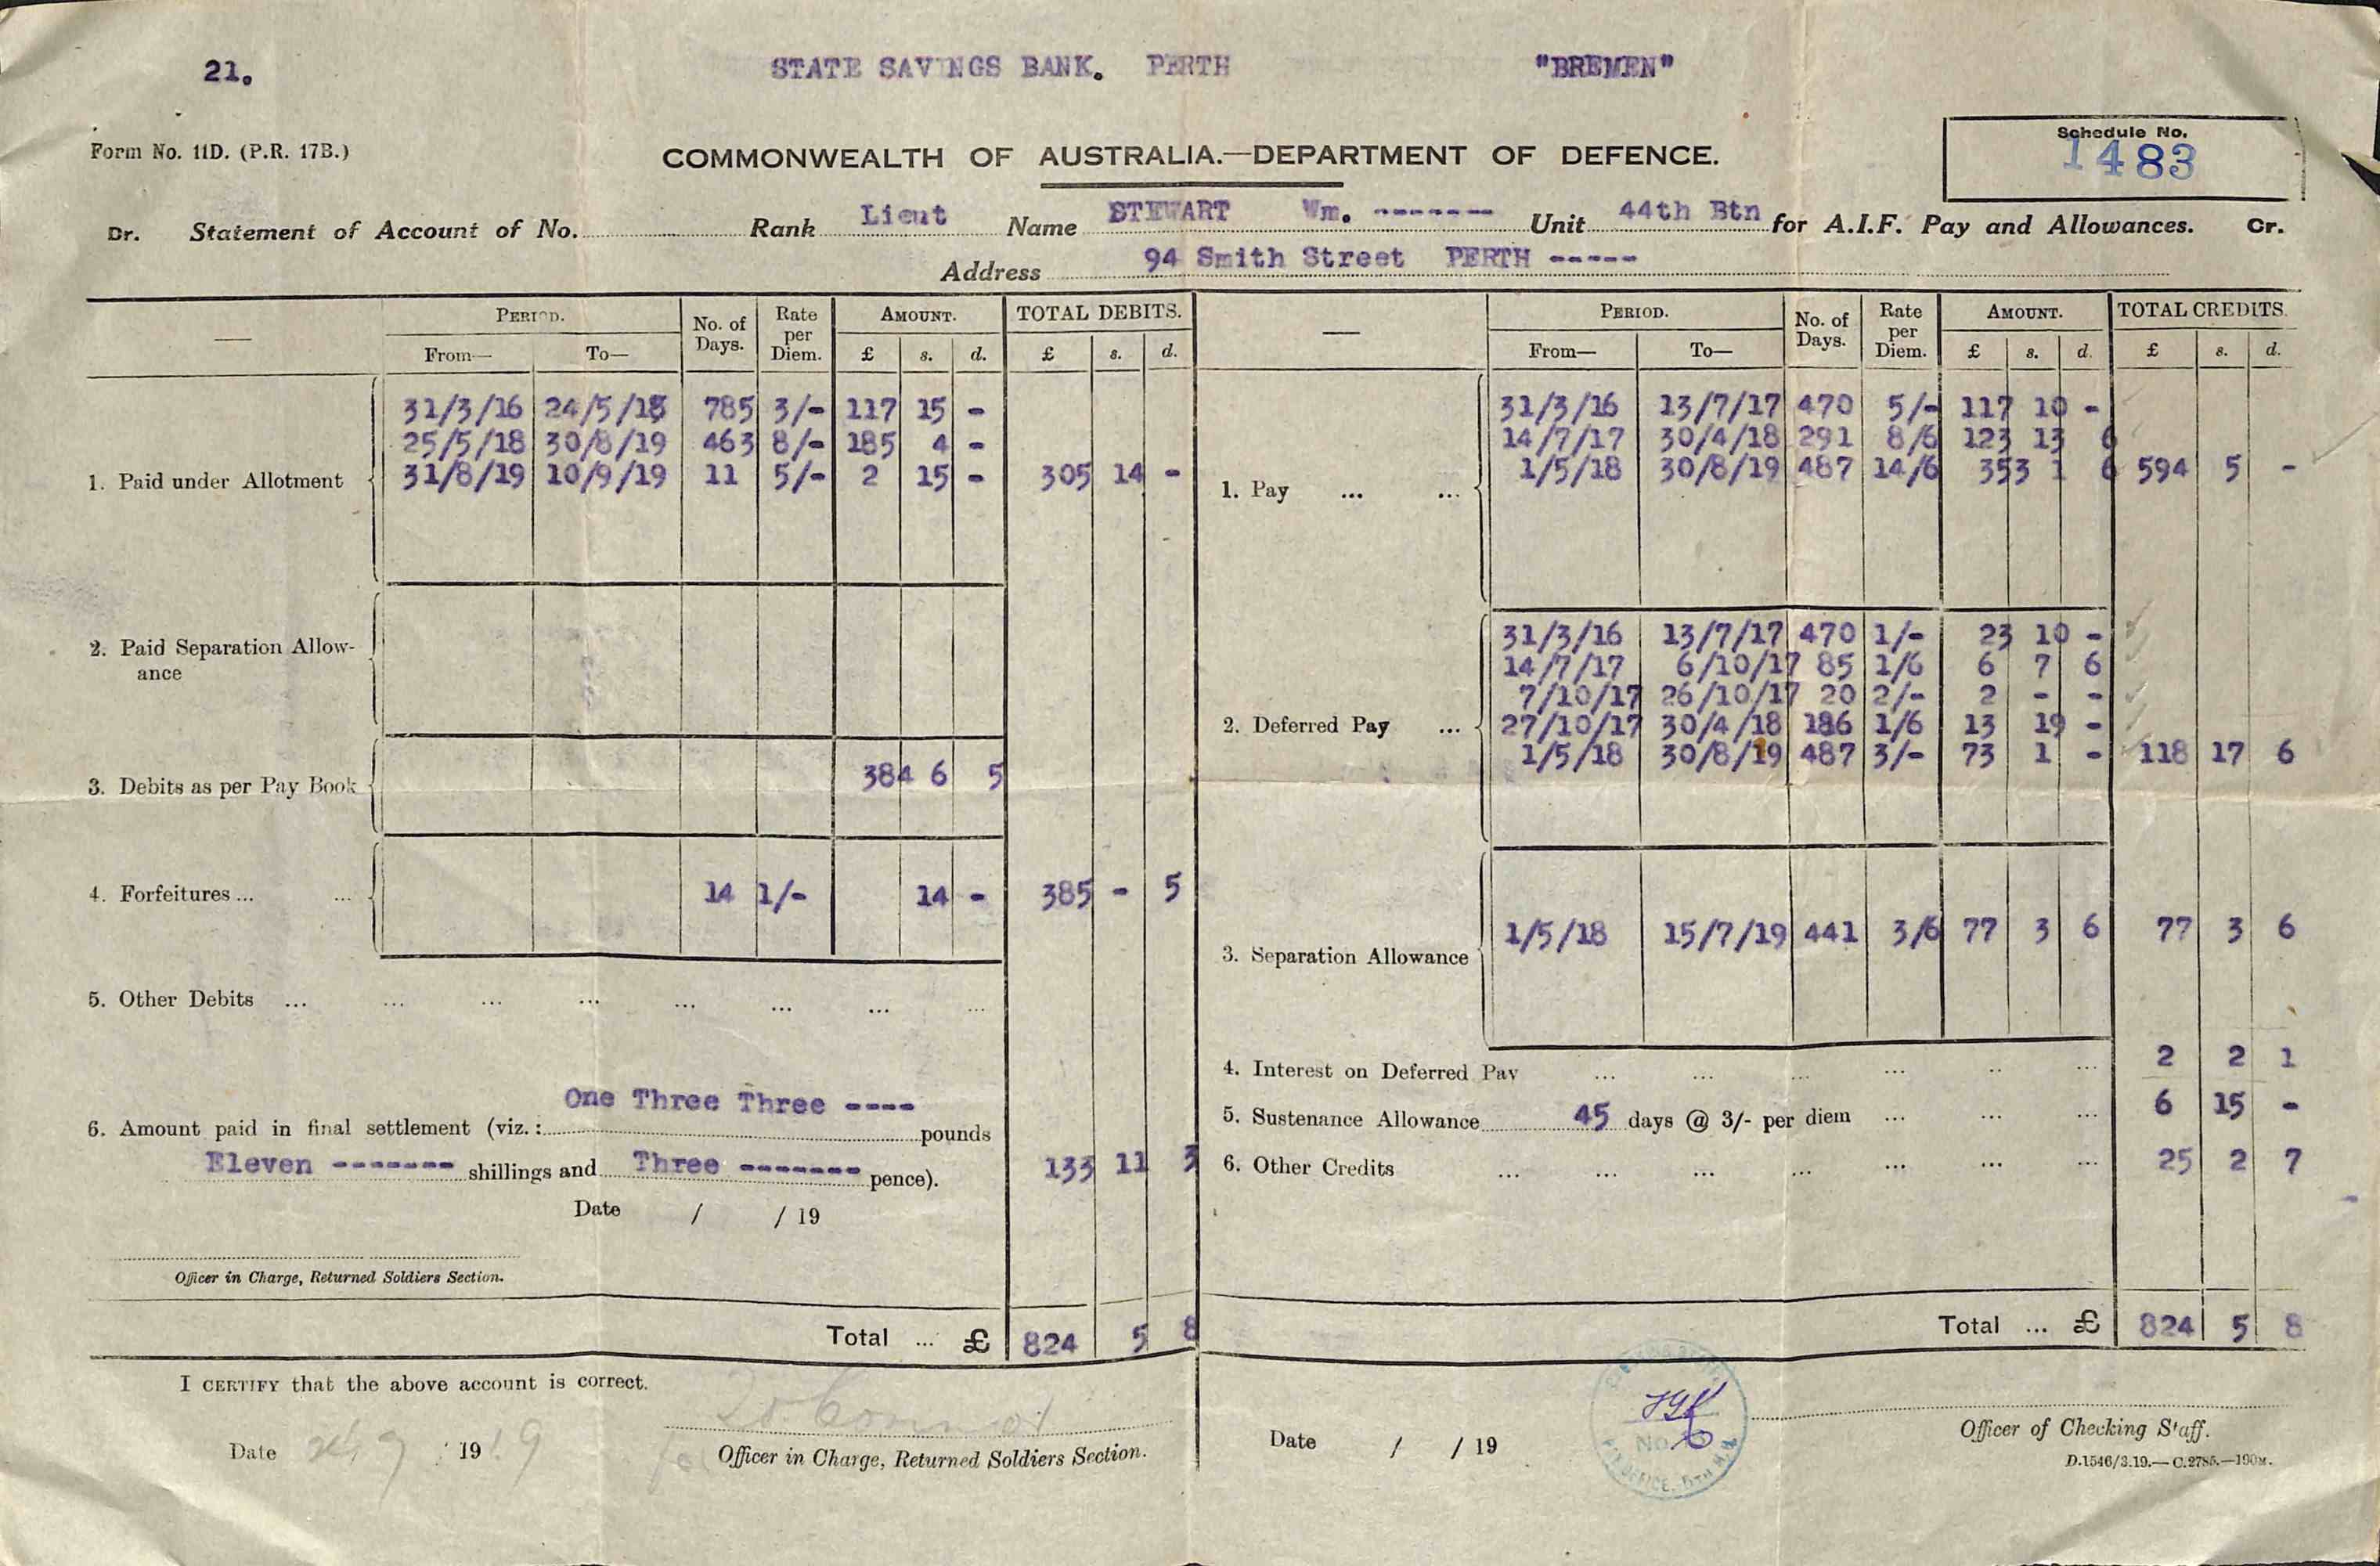 21. STATE SAVINGS BANK. PERTH "BREMEN"
Form No. 11D. (P.R. 17B.)
COMMONWEALTH OF AUSTRALIA.—DEPARTMENT OF DEFENCE.
Schedule No.
1483
Dr. Statement of Account of No. Rank Lieut Name STEWART Wm. ------- Unit 44th Btn for A.I.F. Pay and Allowances. Cr.
Address 94 Smith Street PERTH -----
— PERIOD. No. of Days. Rate per Diem. AMOUNT. TOTAL DEBITS.
From— To— £ s. d. £ s. d.
31/3/16 24/5/18 785 3/- 117 15 -
25/5/18 30/8/19 463 8/- 185 4 -
1. Paid under Allotment 31/8/19 10/9/19 11 5/- 2 15 - 305 14 -
2. Paid Separation Allow-
ance
3. Debits as per Pay Book 384 6 5
4. Forfeitures ... ... 14 1/- 14 - 385 - 5
5. Other Debits ... ... ... ... ... ... ... ...
One Three Three ----
6. Amount paid in final settlement (viz.: pounds
Eleven ------- shillings and Three ------- pence). 133 11 3
Date / / 19
Officer in Charge, Returned Soldiers Section.
Total ... £ 824 5 8
I CERTIFY that the above account is correct.
Date 24 9 1919
Officer in Charge, Returned Soldiers Section.
— PERIOD. No. of Days. Rate per Diem. AMOUNT. TOTAL CREDITS.
From— To— £ s. d. £ s. d.
31/3/16 13/7/17 470 5/- 117 10 -
14/7/17 30/4/18 291 8/6 123 13 6
1. Pay ... ... 1/5/18 30/8/19 487 14/6 353 1 6 594 5 -
31/3/16 13/7/17 470 1/- 23 10 -
14/7/17 6/10/17 85 1/6 6 7 6
7/10/17 26/10/17 20 2/- 2 - -
2. Deferred Pay ... 27/10/17 30/4/18 186 1/6 13 19 -
1/5/18 30/8/19 487 3/- 73 1 - 118 17 6
3. Separation Allowance 1/5/18 15/7/19 441 3/6 77 3 6 77 3 6
4. Interest on Deferred Pay ... ... ... ... .. ... 2 2 1
5. Sustenance Allowance 45 days @ 3/- per diem ... ... ... 6 15 -
6. Other Credits ... ... ... ... ... ... ... 25 2 7
Total ... £ 824 5 8
Date / / 19
No.
Officer of Checking Staff.
D.1546/3.19.—C.2785.—190M.